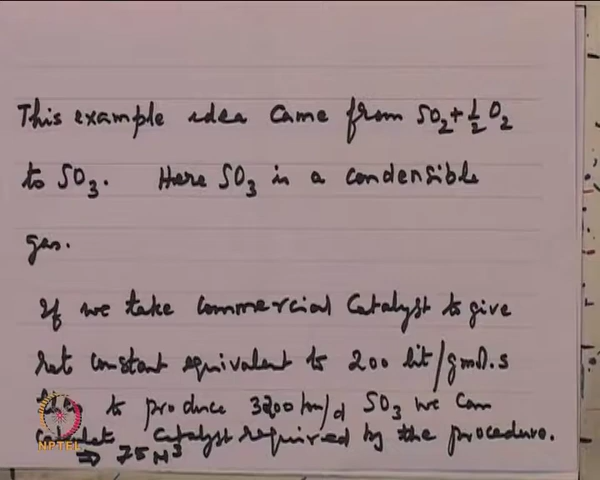 This example idea came from SO₂ + ½ O₂
to SO₃. Here SO₃ is a condensible
gas.
If we take commercial catalyst to give
rate constant equivalent to 200 lit/gmol.s
to produce 3200 tonn/d SO₃ we can
catalyst required by the procedure.
⇒ 75 M³
NPTEL